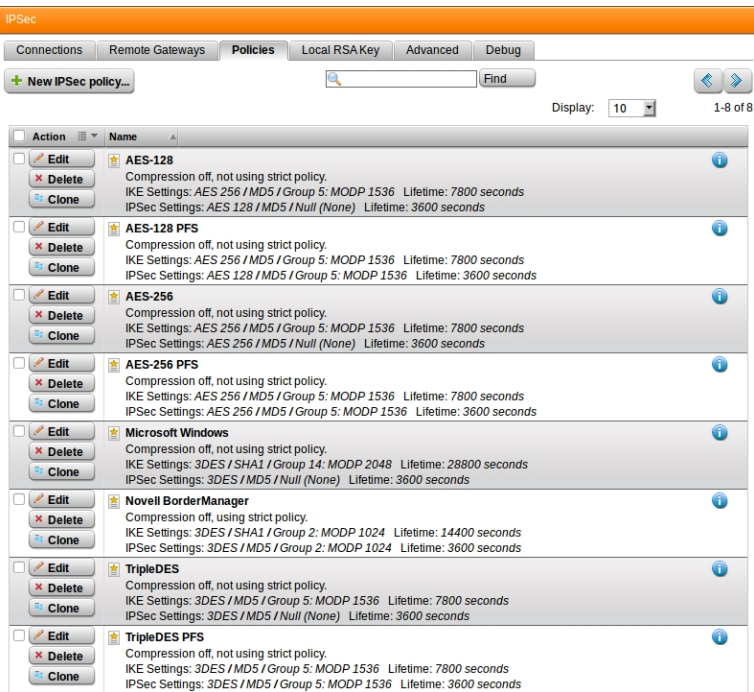 IPSec
Connections Remote Gateways Policies Local RSA Key Advanced Debug
New IPSec policy... Find
Display: 10 1-8 of 8
Action Name
Edit AES-128
Delete Compression off, not using strict policy.
Clone IKE Settings: AES 256 / MD5 / Group 5: MODP 1536 Lifetime: 7800 seconds
IPSec Settings: AES 128 / MD5 / Null (None) Lifetime: 3600 seconds
Edit AES-128 PFS
Delete Compression off, not using strict policy.
Clone IKE Settings: AES 256 / MD5 / Group 5: MODP 1536 Lifetime: 7800 seconds
IPSec Settings: AES 128 / MD5 / Group 5: MODP 1536 Lifetime: 3600 seconds
Edit AES-256
Delete Compression off, not using strict policy.
Clone IKE Settings: AES 256 / MD5 / Group 5: MODP 1536 Lifetime: 7800 seconds
IPSec Settings: AES 256 / MD5 / Null (None) Lifetime: 3600 seconds
Edit AES-256 PFS
Delete Compression off, not using strict policy.
Clone IKE Settings: AES 256 / MD5 / Group 5: MODP 1536 Lifetime: 7800 seconds
IPSec Settings: AES 256 / MD5 / Group 5: MODP 1536 Lifetime: 3600 seconds
Edit Microsoft Windows
Delete Compression off, not using strict policy.
Clone IKE Settings: 3DES / SHA1 / Group 14: MODP 2048 Lifetime: 28800 seconds
IPSec Settings: 3DES / MD5 / Null (None) Lifetime: 3600 seconds
Edit Novell BorderManager
Delete Compression off, using strict policy.
Clone IKE Settings: 3DES / SHA1 / Group 2: MODP 1024 Lifetime: 14400 seconds
IPSec Settings: 3DES / MD5 / Group 2: MODP 1024 Lifetime: 3600 seconds
Edit TripleDES
Delete Compression off, not using strict policy.
Clone IKE Settings: 3DES / MD5 / Group 5: MODP 1536 Lifetime: 7800 seconds
IPSec Settings: 3DES / MD5 / Null (None) Lifetime: 3600 seconds
Edit TripleDES PFS
Delete Compression off, not using strict policy.
Clone IKE Settings: 3DES / MD5 / Group 5: MODP 1536 Lifetime: 7800 seconds
IPSec Settings: 3DES / MD5 / Group 5: MODP 1536 Lifetime: 3600 seconds